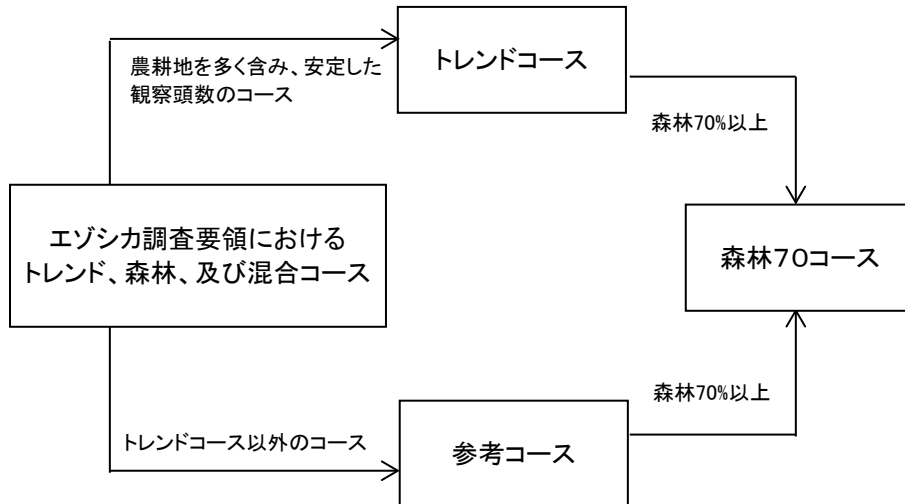 農耕地を多く含み、安定した
観察頭数のコース
トレンドコース
森林70%以上
エゾシカ調査要領における
トレンド、森林、及び混合コース
森林７０コース
トレンドコース以外のコース
参考コース
森林70%以上